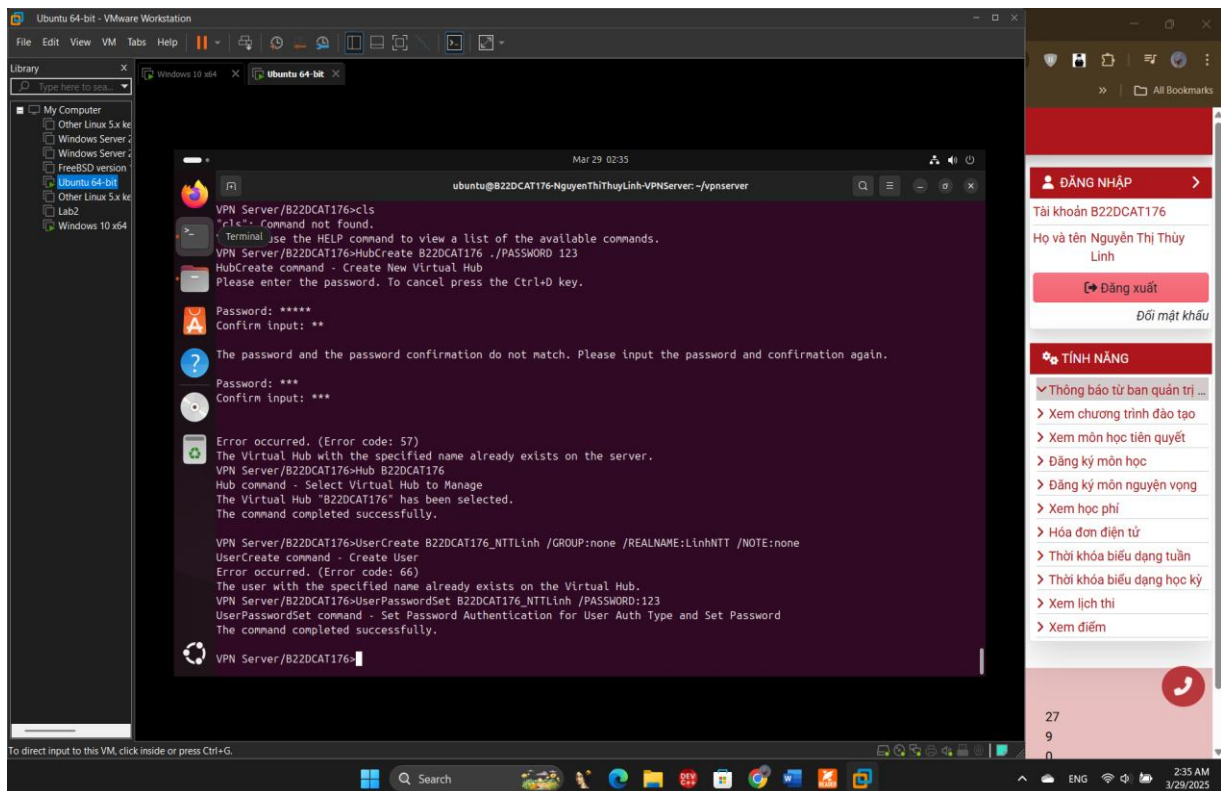 Ubuntu 64-bit - VMware Workstation
File Edit View VM Tabs Help
Library
Type here to sea...
My Computer
Other Linux 5.x ke
Windows Server 2
Windows Server 2
FreeBSD version
Ubuntu 64-bit
Other Linux 5.x ke
Lab2
Windows 10 x64
Windows 10 x64
Ubuntu 64-bit
Mar 29 02:35
ubuntu@B22DCAT176-NguyenThiThuyLinh-VPNServer: ~/vpnserver
VPN Server/B22DCAT176>cls
"cls": Command not found.
Terminal
use the HELP command to view a list of the available commands.
VPN Server/B22DCAT176>HubCreate B22DCAT176 ./PASSWORD 123
HubCreate command - Create New Virtual Hub
Please enter the password. To cancel press the Ctrl+D key.
Password: *****
Confirm input: **
The password and the password confirmation do not match. Please input the password and confirmation again.
Password: ***
Confirm input: ***
Error occurred. (Error code: 57)
The Virtual Hub with the specified name already exists on the server.
VPN Server/B22DCAT176>Hub B22DCAT176
Hub command - Select Virtual Hub to Manage
The Virtual Hub "B22DCAT176" has been selected.
The command completed successfully.
VPN Server/B22DCAT176>UserCreate B22DCAT176_NTTLinh /GROUP:none /REALNAME:LinhNTT /NOTE:none
UserCreate command - Create User
Error occurred. (Error code: 66)
The user with the specified name already exists on the Virtual Hub.
VPN Server/B22DCAT176>UserPasswordSet B22DCAT176_NTTLinh /PASSWORD:123
UserPasswordSet command - Set Password Authentication for User Auth Type and Set Password
The command completed successfully.
VPN Server/B22DCAT176>
To direct input to this VM, click inside or press Ctrl+G.
All Bookmarks
ĐĂNG NHẬP
Tài khoản B22DCAT176
Họ và tên Nguyễn Thị Thùy
Linh
Đăng xuất
Đổi mật khẩu
TÍNH NĂNG
Thông báo từ ban quản trị ...
Xem chương trình đào tạo
Xem môn học tiên quyết
Đăng ký môn học
Đăng ký môn nguyện vọng
Xem học phí
Hóa đơn điện tử
Thời khóa biểu dạng tuần
Thời khóa biểu dạng học kỳ
Xem lịch thi
Xem điểm
27
9
0
Search
ENG
2:35 AM
3/29/2025